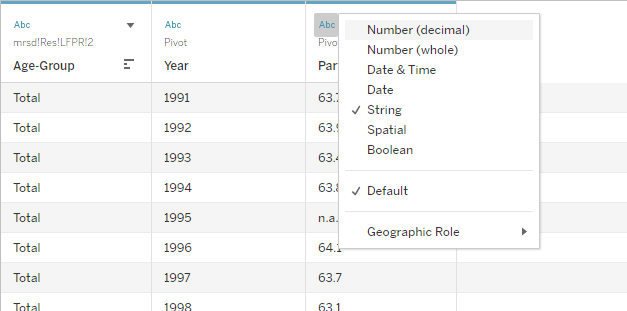 Abc Abc Abc
mrsd!Res!LFPR!2 Pivot Pivo
Age-Group Year Par
Total 1991 63.7
Total 1992 63.9
Total 1993 63.4
Total 1994 63.8
Total 1995 n.a.
Total 1996 64.1
Total 1997 63.7
Total 1998 63.1
Number (decimal)
Number (whole)
Date & Time
Date
String
Spatial
Boolean
Default
Geographic Role